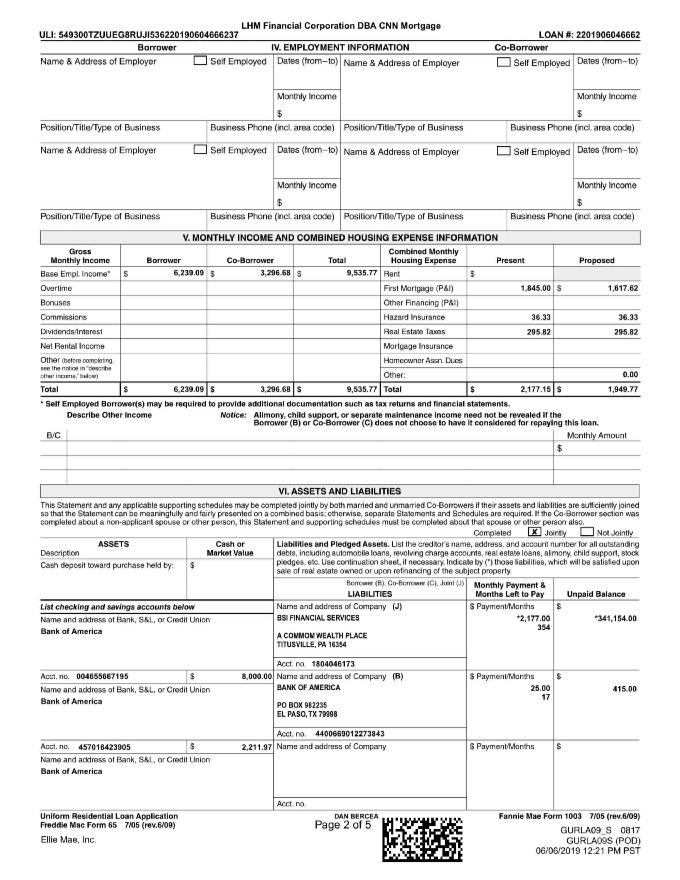 LHM Financial Corporation DBA CNN Mortgage
ULI: 549300TZUUEG8RUJI536220190604666237 LOAN #: 2201906046662
Borrower IV. EMPLOYMENT INFORMATION Co-Borrower
Name & Address of Employer Self Employed Dates (from–to) Name & Address of Employer Self Employed Dates (from–to)
Monthly Income Monthly Income
$ $
Position/Title/Type of Business Business Phone (incl. area code) Position/Title/Type of Business Business Phone (incl. area code)
Name & Address of Employer Self Employed Dates (from–to) Name & Address of Employer Self Employed Dates (from–to)
Monthly Income Monthly Income
$ $
Position/Title/Type of Business Business Phone (incl. area code) Position/Title/Type of Business Business Phone (incl. area code)
V. MONTHLY INCOME AND COMBINED HOUSING EXPENSE INFORMATION
Gross Combined Monthly
Monthly Income Borrower Co-Borrower Total Housing Expense Present Proposed
Base Empl. Income* $ 6,239.09 $ 3,296.68 $ 9,535.77 Rent $
Overtime First Mortgage (P&I) 1,845.00 $ 1,617.62
Bonuses Other Financing (P&I)
Commissions Hazard Insurance 36.33 36.33
Dividends/Interest Real Estate Taxes 295.82 295.82
Net Rental Income Mortgage Insurance
Other (before completing, Homeowner Assn. Dues
see the notice in "describe
other income," below) Other: 0.00
Total $ 6,239.09 $ 3,296.68 $ 9,535.77 Total $ 2,177.15 $ 1,949.77
* Self Employed Borrower(s) may be required to provide additional documentation such as tax returns and financial statements.
Describe Other Income Notice: Alimony, child support, or separate maintenance income need not be revealed if the
Borrower (B) or Co-Borrower (C) does not choose to have it considered for repaying this loan.
B/C Monthly Amount
$
VI. ASSETS AND LIABILITIES
This Statement and any applicable supporting schedules may be completed jointly by both married and unmarried Co-Borrowers if their assets and liabilities are sufficiently joined
so that the Statement can be meaningfully and fairly presented on a combined basis; otherwise, separate Statements and Schedules are required. If the Co-Borrower section was
completed about a non-applicant spouse or other person, this Statement and supporting schedules must be completed about that spouse or other person also.
Completed X Jointly Not Jointly
ASSETS Cash or Liabilities and Pledged Assets. List the creditor's name, address, and account number for all outstanding
Description Market Value debts, including automobile loans, revolving charge accounts, real estate loans, alimony, child support, stock
Cash deposit toward purchase held by: $ pledges, etc. Use continuation sheet, if necessary. Indicate by (*) those liabilities, which will be satisfied upon
sale of real estate owned or upon refinancing of the subject property.
Borrower (B), Co-Borrower (C), Joint (J) Monthly Payment &
LIABILITIES Months Left to Pay Unpaid Balance
List checking and savings accounts below Name and address of Company (J) $ Payment/Months $
Name and address of Bank, S&L, or Credit Union BSI FINANCIAL SERVICES *2,177.00 *341,154.00
Bank of America 354
A COMMOM WEALTH PLACE
TITUSVILLE, PA 16354
Acct. no. 1804046173
Acct. no. 004655667195 $ 8,000.00 Name and address of Company (B) $ Payment/Months $
Name and address of Bank, S&L, or Credit Union BANK OF AMERICA 25.00 415.00
Bank of America 17
PO BOX 982235
EL PASO, TX 79998
Acct. no. 4400669012273843
Acct. no. 457018423905 $ 2,211.97 Name and address of Company $ Payment/Months $
Name and address of Bank, S&L, or Credit Union
Bank of America
Acct. no.
Uniform Residential Loan Application DAN BERCEA Fannie Mae Form 1003 7/05 (rev.6/09)
Freddie Mac Form 65 7/05 (rev.6/09) Page 2 of 5
GURLA09_S 0817
Ellie Mae, Inc. GURLA09S (POD)
06/06/2019 12:21 PM PST